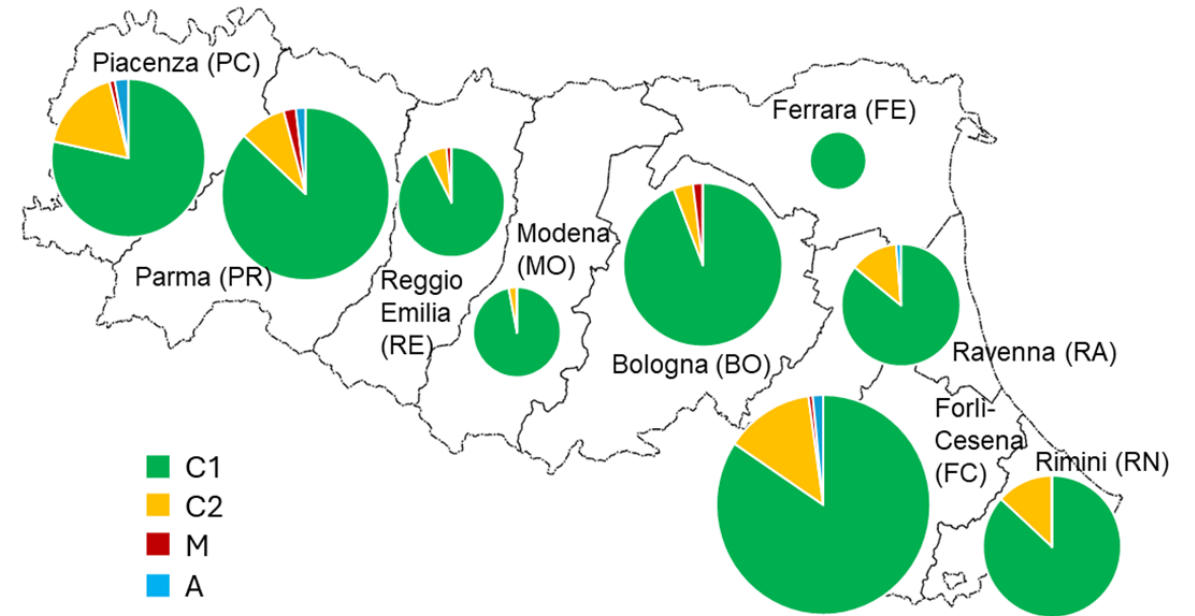 Piacenza (PC)
Ferrara (FE)
Modena
(MO)
Parma (PR)
Reggio
Emilia
(RE)
Bologna (BO)
Ravenna (RA)
Forli-
Cesena
(FC)
Rimini (RN)
C1
C2
M
A